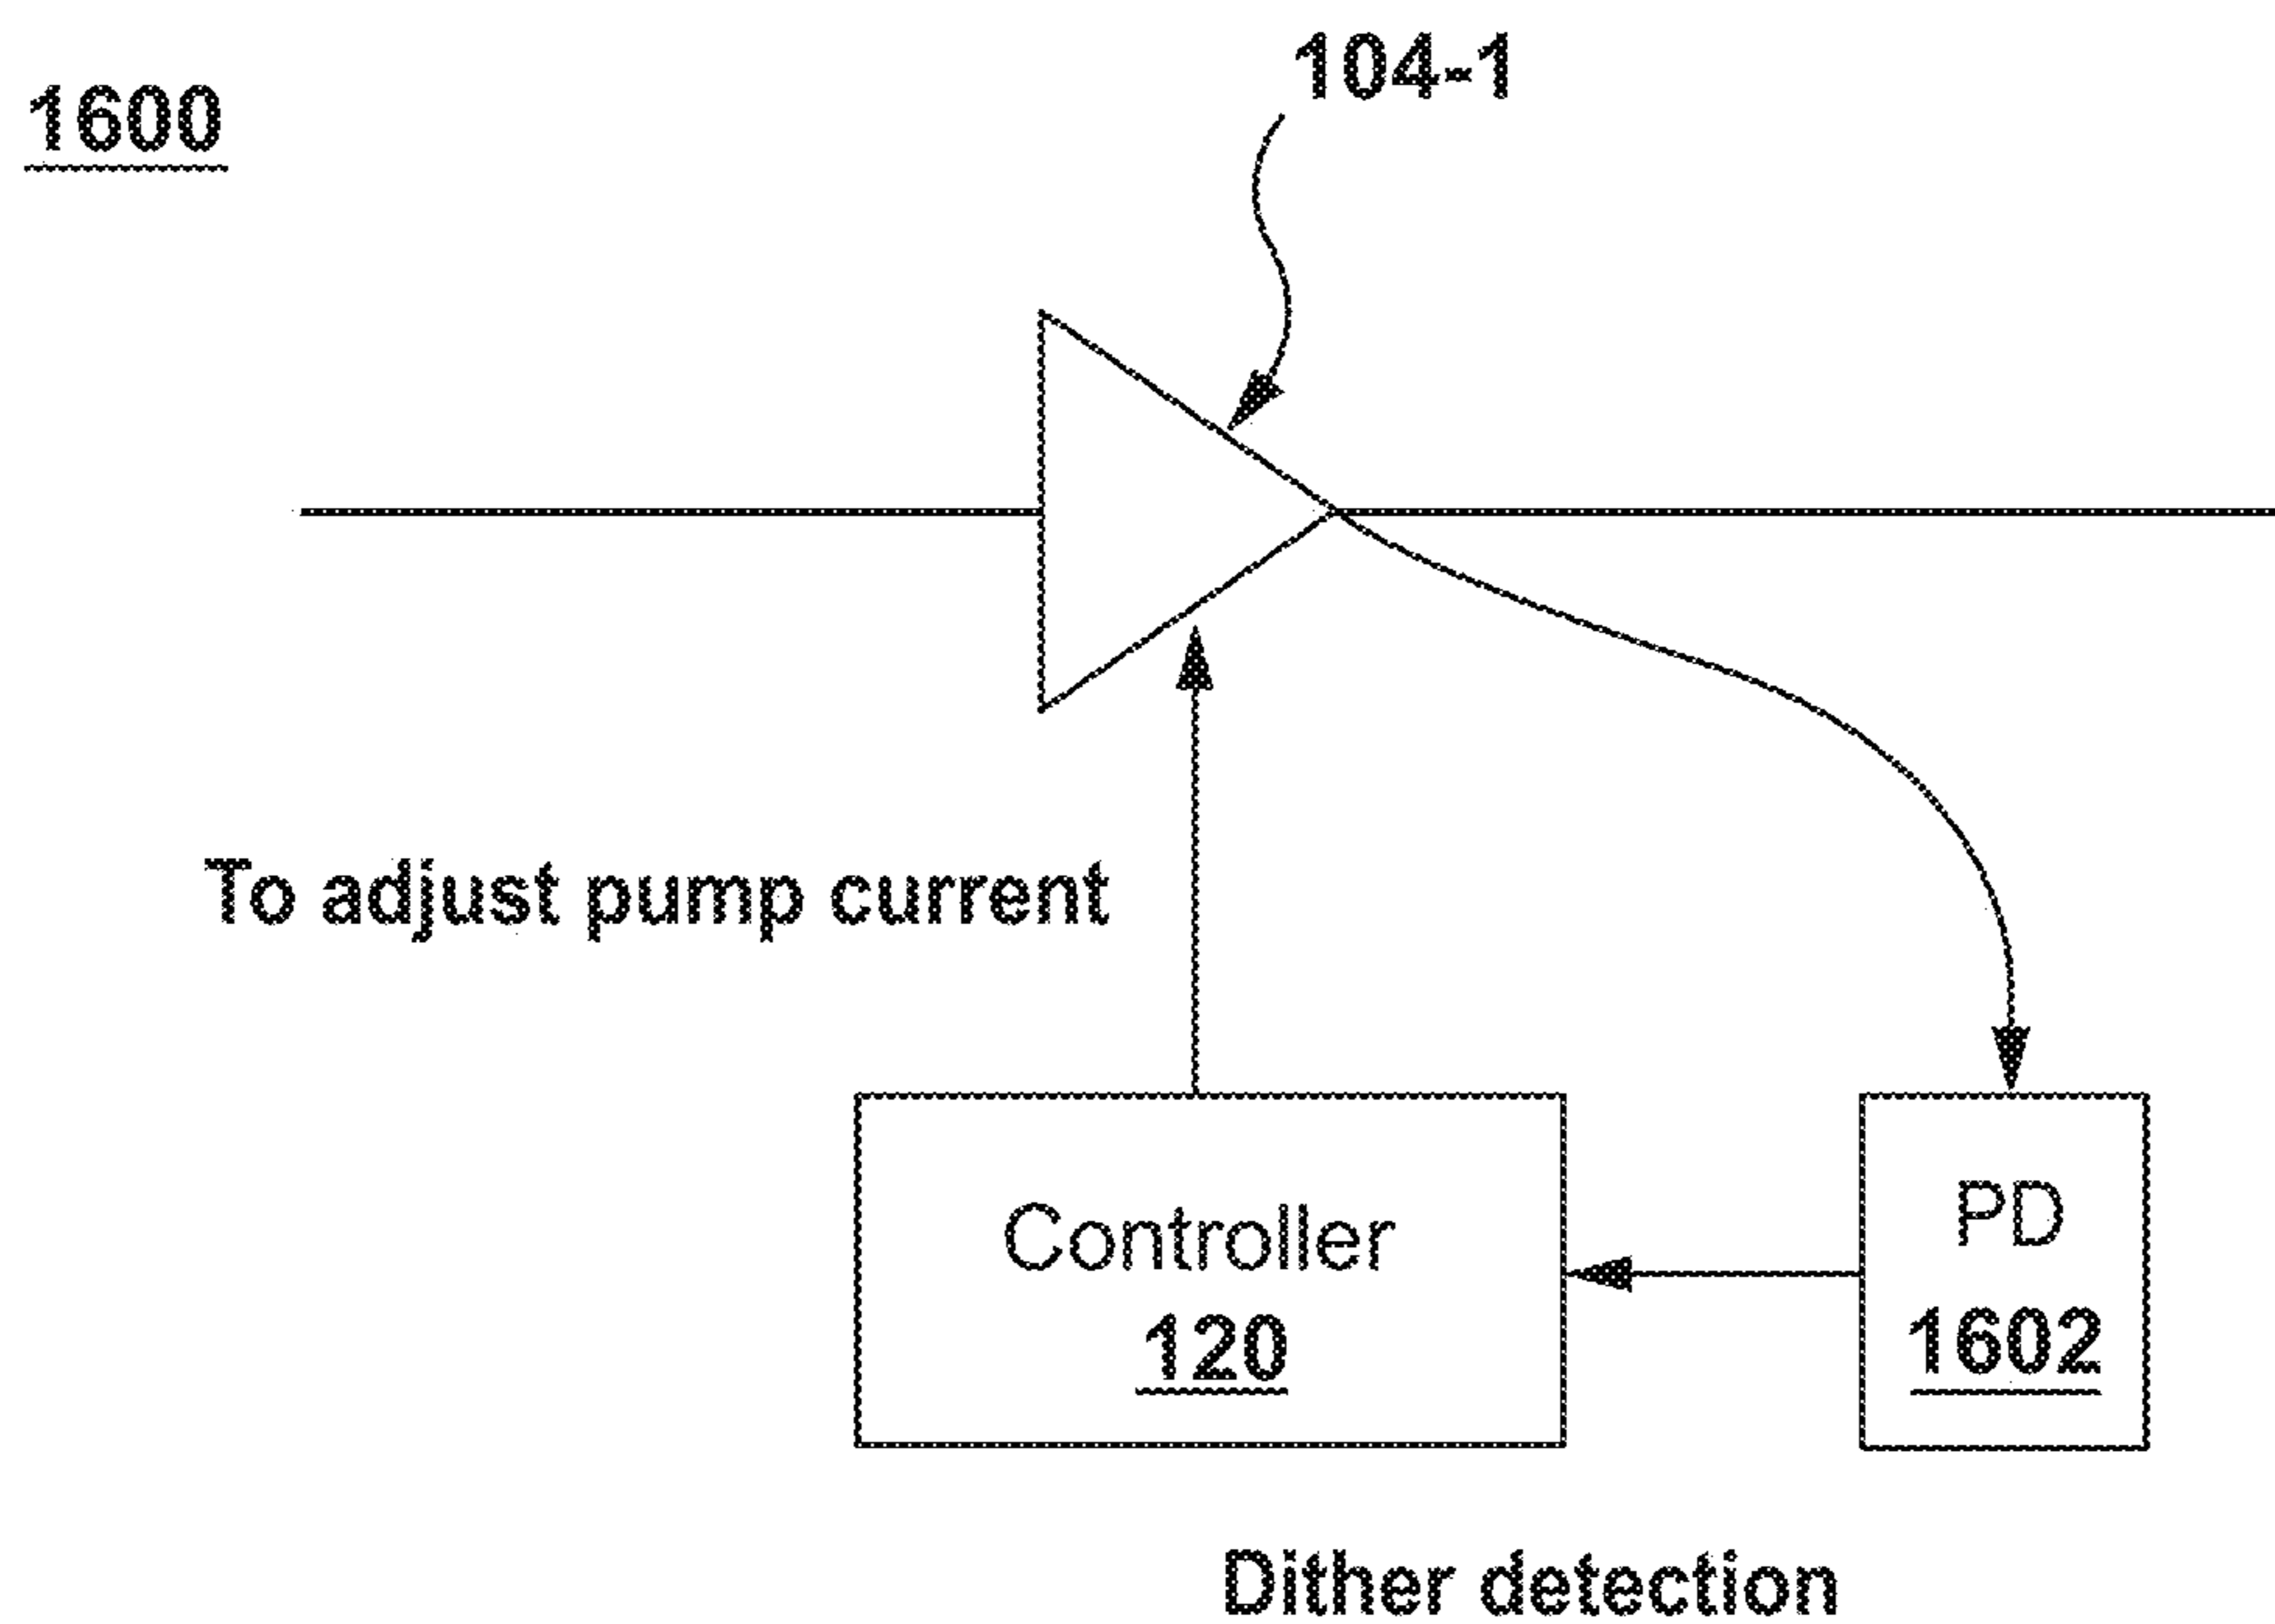 104-1
1600
To adjust pump current
Controller
120
PD
1602
Dither detection